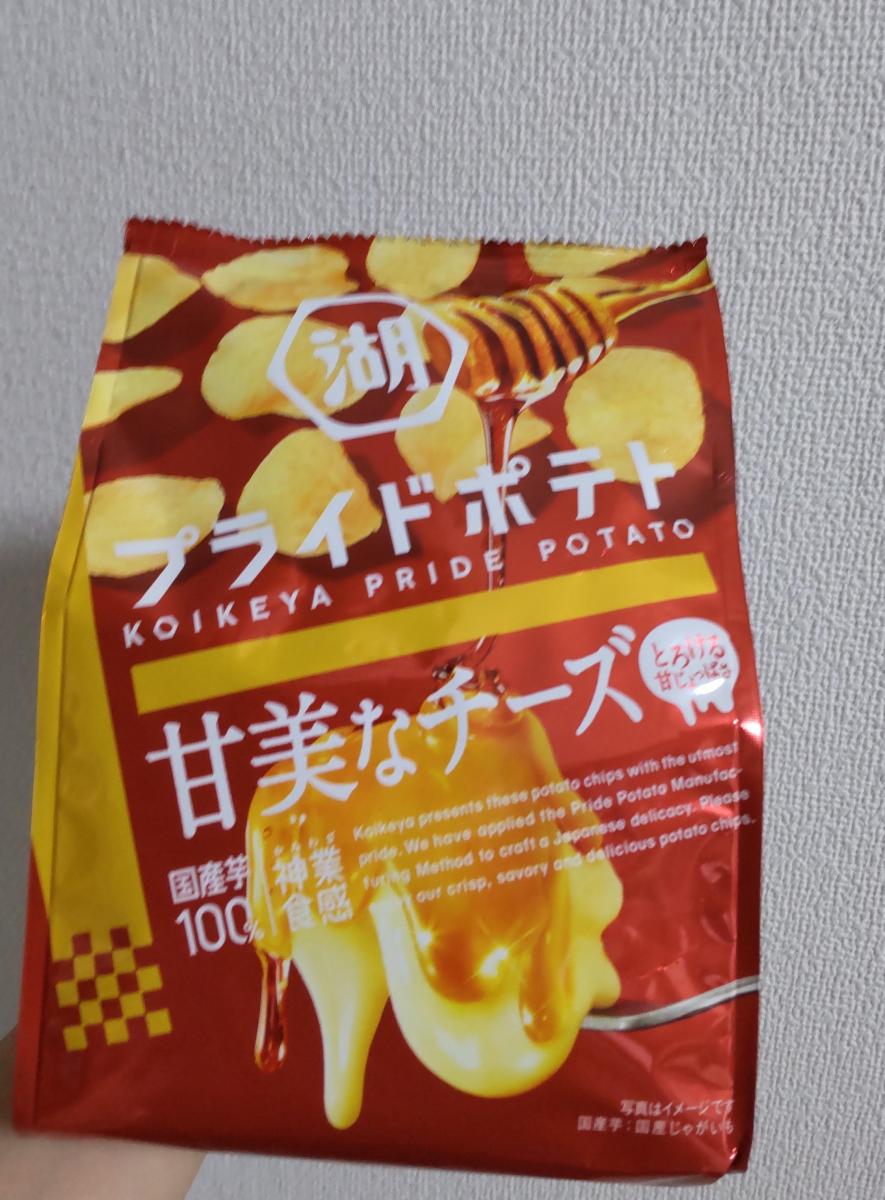 湖
プライドポテト
KOIKEYA PRIDE POTATO
甘美なチーズ
とろける
甘じょっぱさ
Koikeya presents these potato chips with the utmost
pride. We have applied the Pride Potato Manufac-
turing Method to craft a Japanese delicacy. Please
our crisp, savory and delicious potato chips.
国産芋
100%
神業
食感
写真はイメージです
国産芋:国産じゃがいも